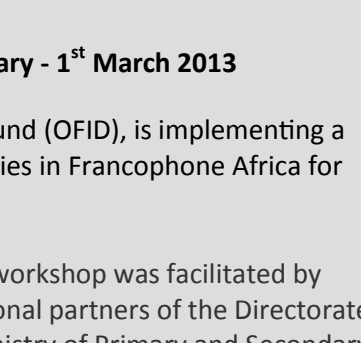 ary - 1st March 2013
und (OFID), is implementing a
ies in Francophone Africa for
workshop was facilitated by
onal partners of the Directorate
nistry of Primary and Secondary